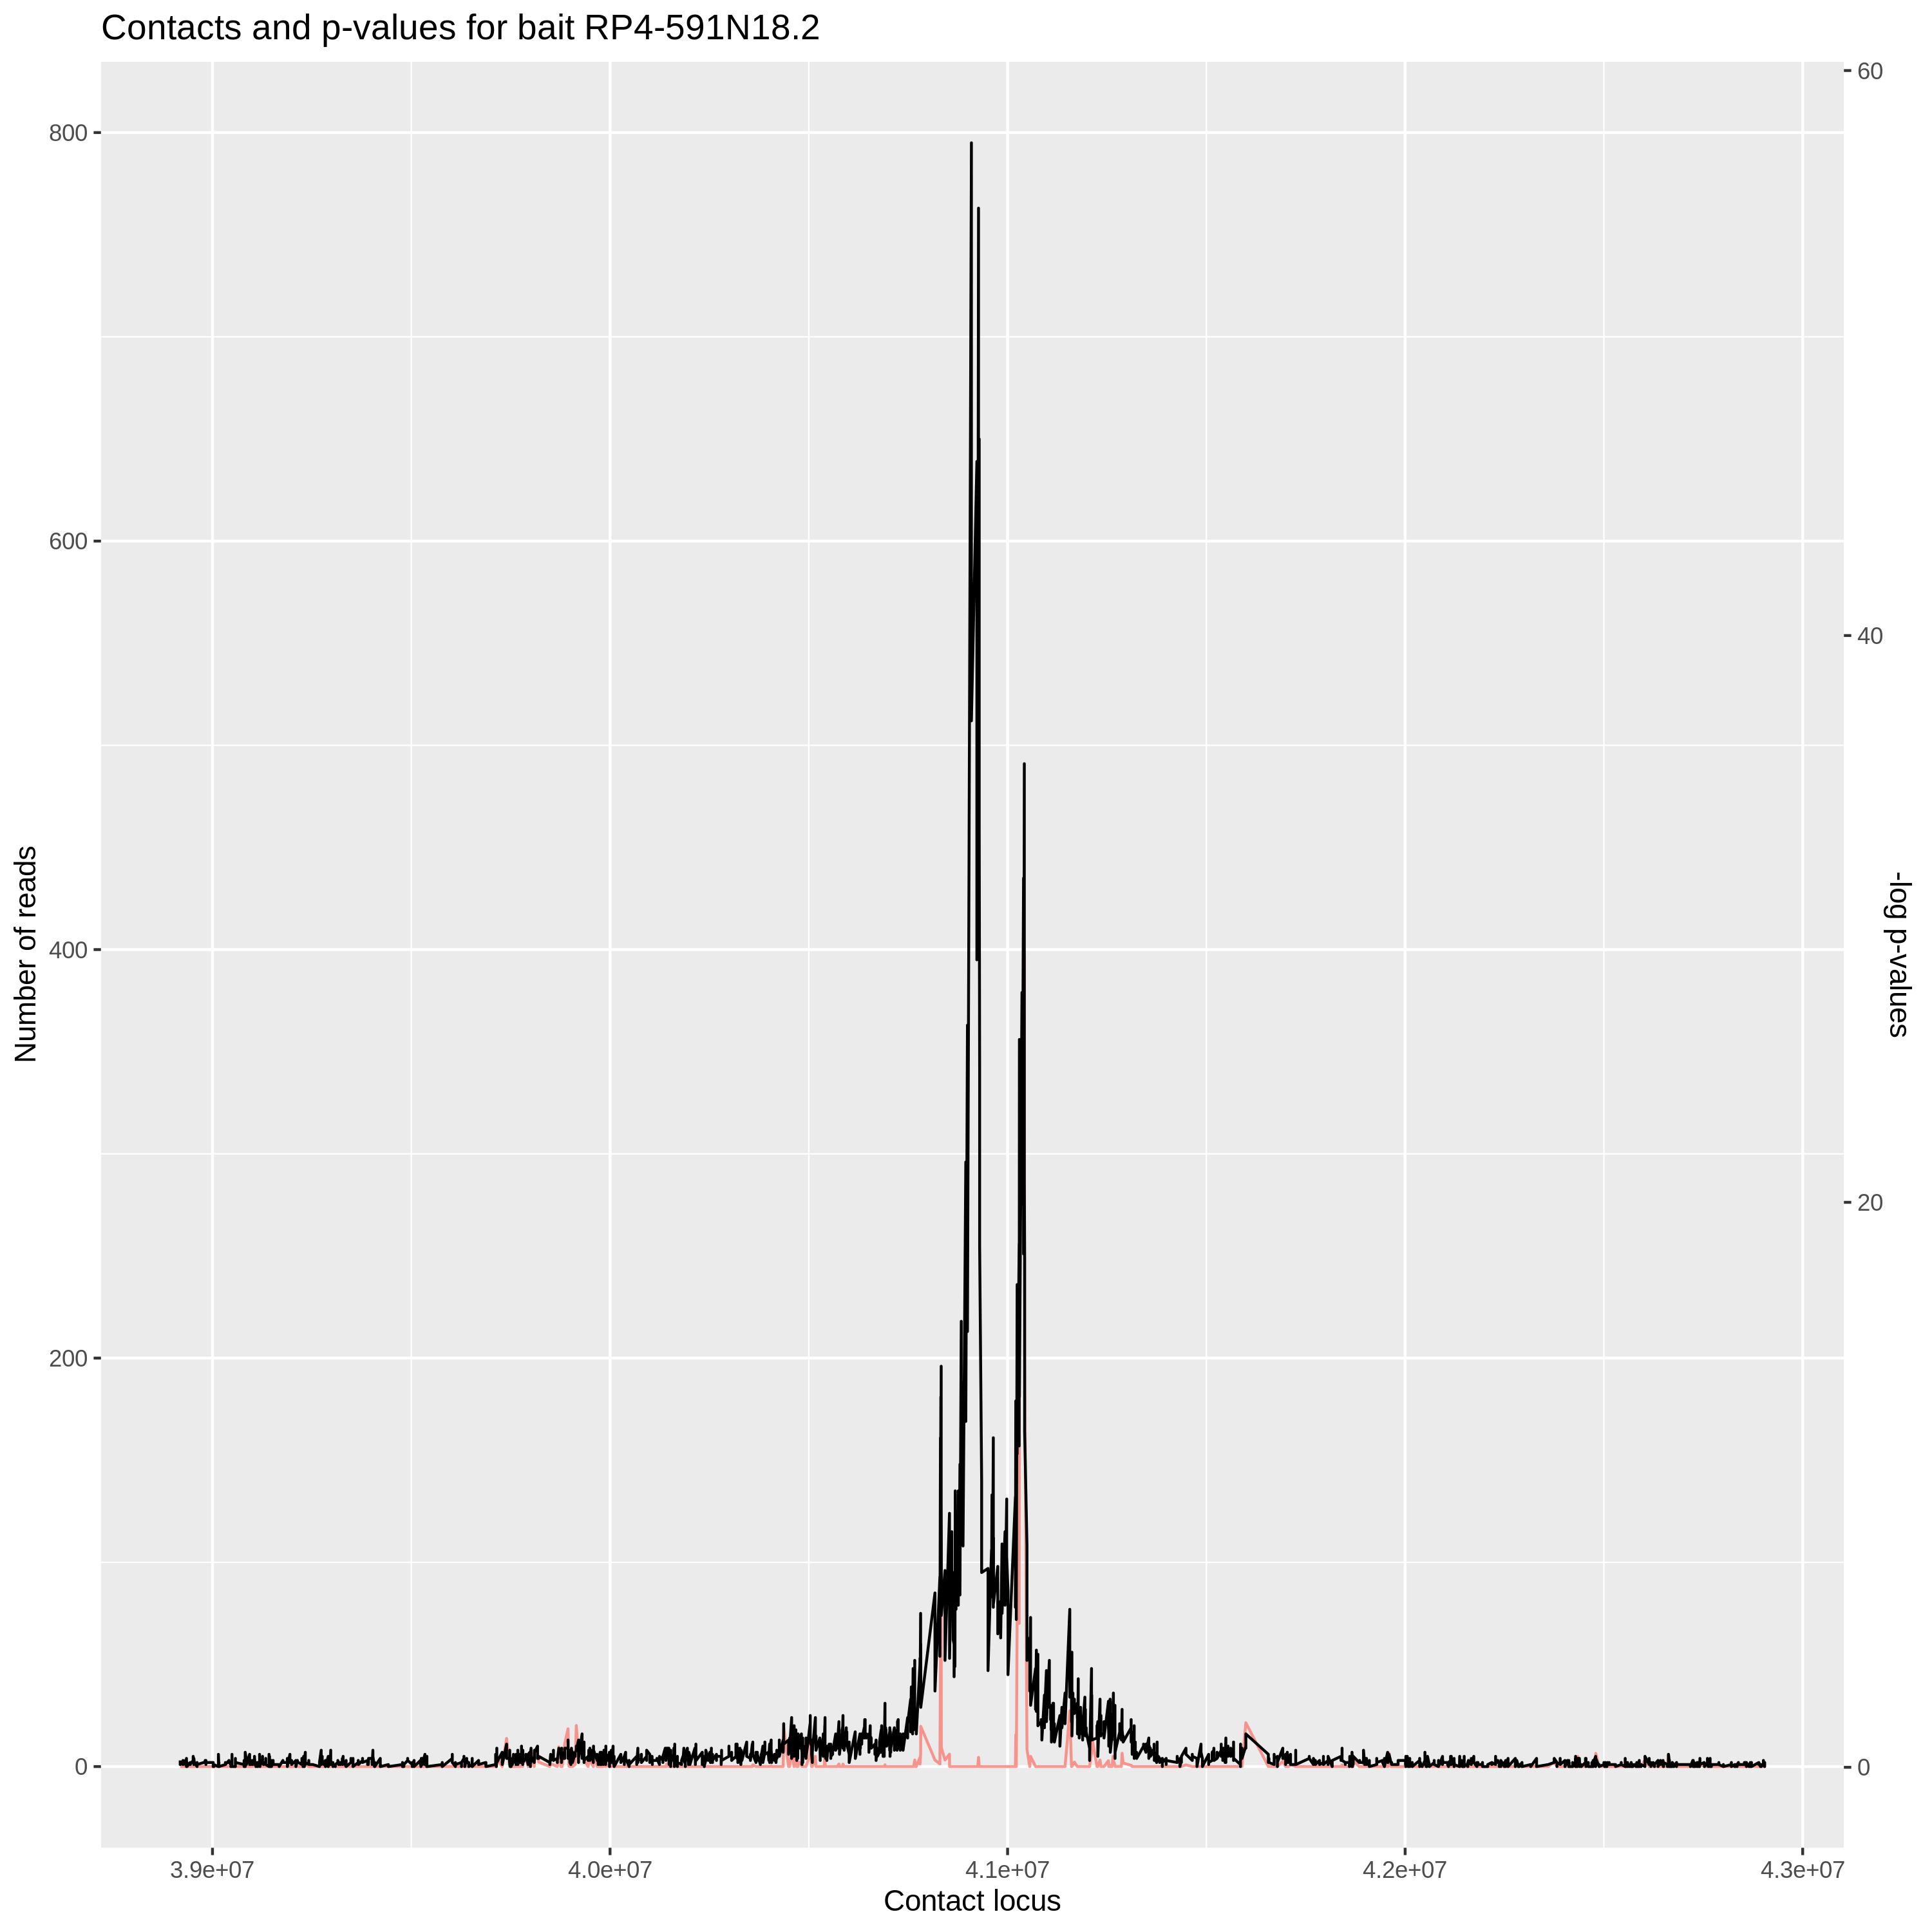 Contacts and p-values for bait RP4-591N18.2
60
800
600
40
Number of reads
-log p-values
400
20
200
0
0
3.9e+07
4.0e+07
4.1e+07
4.2e+07
4.3e+07
Contact locus